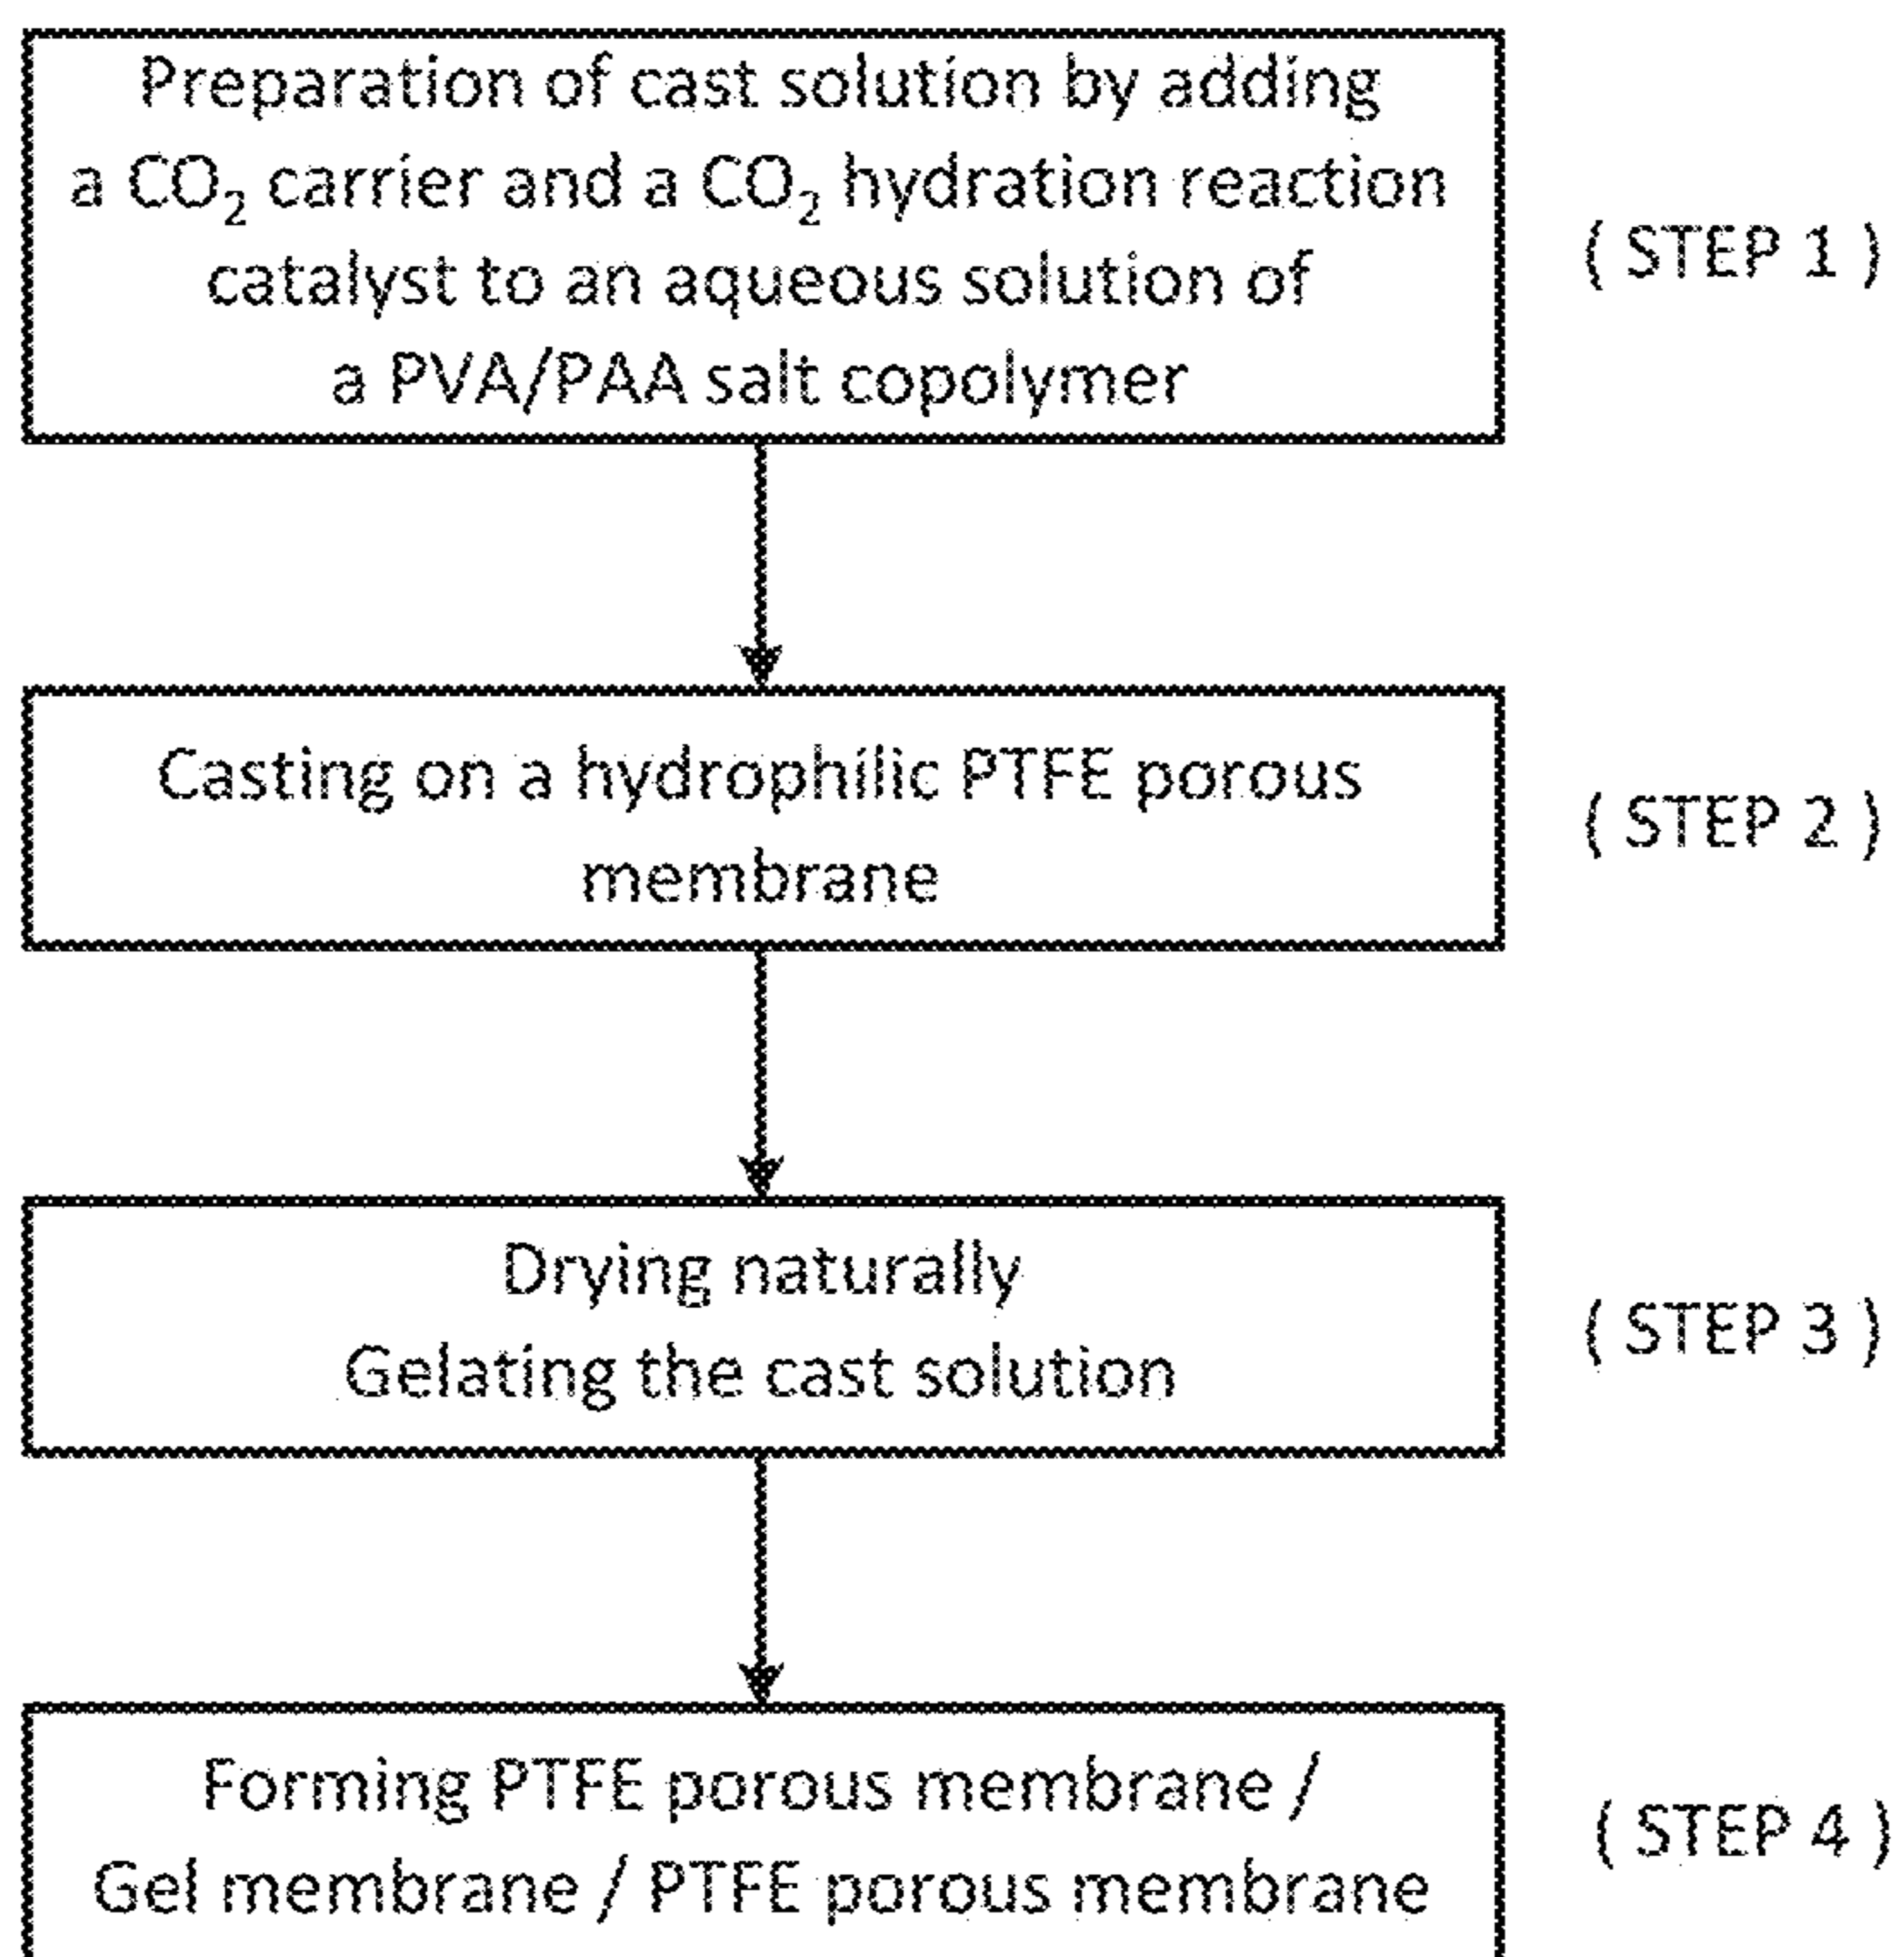 Preparation of cast solution by adding
a CO₂ carrier and a CO₂ hydration reaction
catalyst to an aqueous solution of
a PVA/PAA salt copolymer
( STEP 1 )
Casting on a hydrophilic PTFE porous
membrane
( STEP 2 )
Drying naturally
Gelating the cast solution
( STEP 3 )
Forming PTFE porous membrane /
Gel membrane / PTFE porous membrane
( STEP 4 )